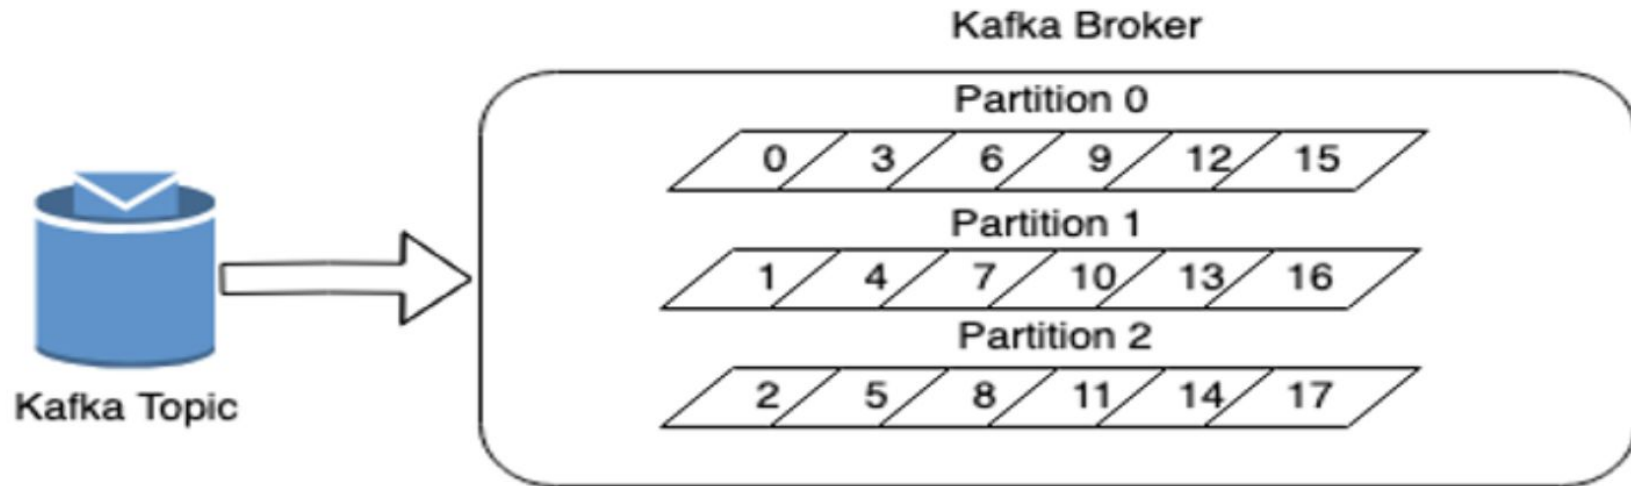 Kafka Broker
Partition 0
0 3 6 9 12 15
Partition 1
1 4 7 10 13 16
Partition 2
2 5 8 11 14 17
Kafka Topic